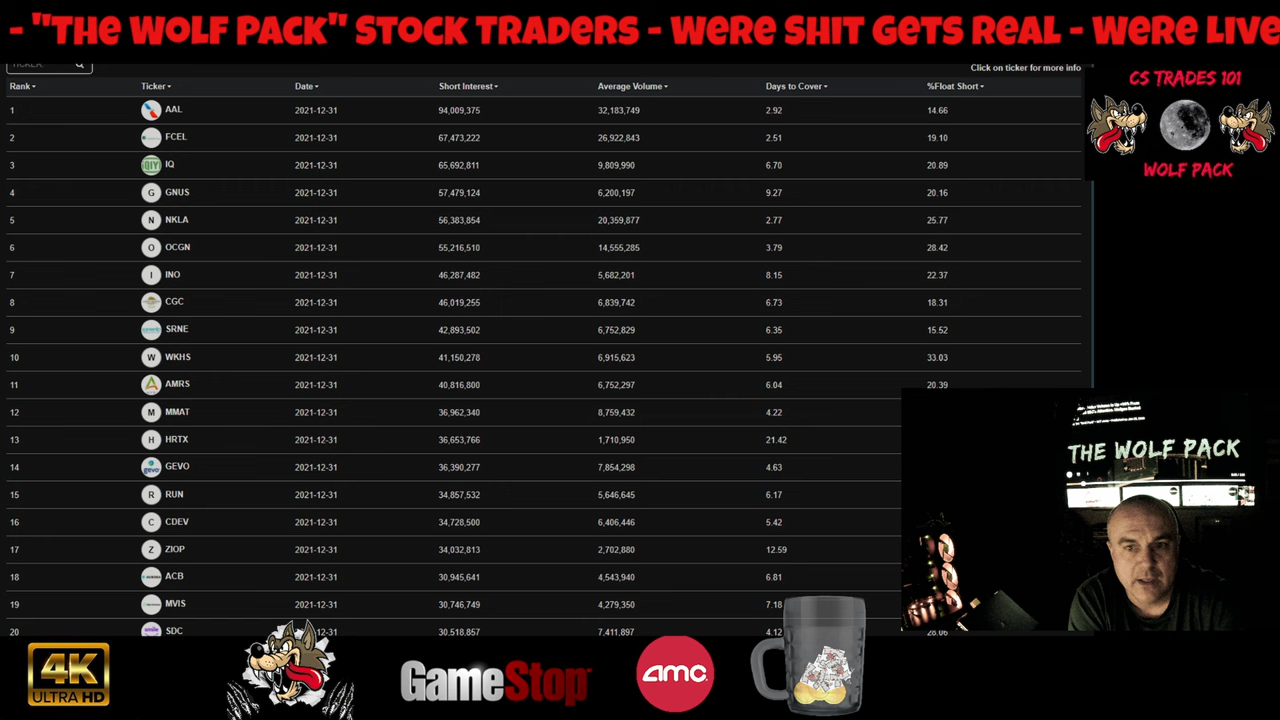 - "THE WOLF PACK" STOCK TRADERS - WERE SHIT GETS REAL - WERE LIVE
TICKER.
Click on ticker for more info
CS TRADES 101
WOLF PACK
Rank Ticker Date Short Interest Average Volume Days to Cover %Float Short
1 AAL 2021-12-31 94,009,375 32,183,749 2.92 14.66
2 FCEL 2021-12-31 67,473,222 26,922,843 2.51 19.10
3 QIY IQ 2021-12-31 65,692,811 9,809,990 6.70 20.89
4 G GNUS 2021-12-31 57,479,124 6,200,197 9.27 20.16
5 N NKLA 2021-12-31 56,383,854 20,359,877 2.77 25.77
6 O OCGN 2021-12-31 55,216,510 14,555,285 3.79 28.42
7 I INO 2021-12-31 46,287,482 5,682,201 8.15 22.37
8 CGC 2021-12-31 46,019,255 6,839,742 6.73 18.31
9 SRNE 2021-12-31 42,893,502 6,752,829 6.35 15.52
10 W WKHS 2021-12-31 41,150,278 6,915,623 5.95 33.03
11 AMRS 2021-12-31 40,816,800 6,752,297 6.04 20.39
12 M MMAT 2021-12-31 36,962,340 8,759,432 4.22
13 H HRTX 2021-12-31 36,653,766 1,710,950 21.42
14 gevo GEVO 2021-12-31 36,390,277 7,854,298 4.63
15 R RUN 2021-12-31 34,857,532 5,646,645 6.17
16 C CDEV 2021-12-31 34,728,500 6,406,446 5.42
17 Z ZIOP 2021-12-31 34,032,813 2,702,880 12.59
18 ACB 2021-12-31 30,945,641 4,543,940 6.81
19 MVIS 2021-12-31 30,746,749 4,279,350 7.18
20 smile SDC 12-31 30,518,857 7,411,897 4.12 28.06
THE WOLF PACK
4K
ULTRA HD
GameStop
amc